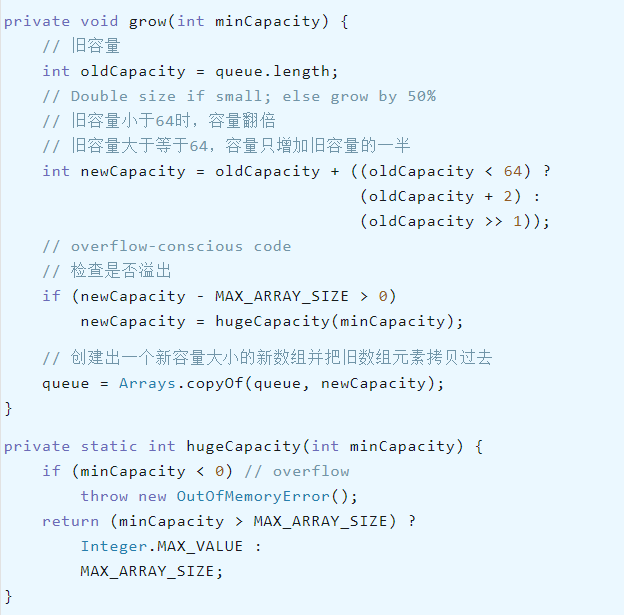 private void grow(int minCapacity) {
    // 旧容量
    int oldCapacity = queue.length;
    // Double size if small; else grow by 50%
    // 旧容量小于64时，容量翻倍
    // 旧容量大于等于64，容量只增加旧容量的一半
    int newCapacity = oldCapacity + ((oldCapacity < 64) ?
                                     (oldCapacity + 2) :
                                     (oldCapacity >> 1));
    // overflow-conscious code
    // 检查是否溢出
    if (newCapacity - MAX_ARRAY_SIZE > 0)
        newCapacity = hugeCapacity(minCapacity);
    // 创建出一个新容量大小的新数组并把旧数组元素拷贝过去
    queue = Arrays.copyOf(queue, newCapacity);
}
private static int hugeCapacity(int minCapacity) {
    if (minCapacity < 0) // overflow
        throw new OutOfMemoryError();
    return (minCapacity > MAX_ARRAY_SIZE) ?
        Integer.MAX_VALUE :
        MAX_ARRAY_SIZE;
}